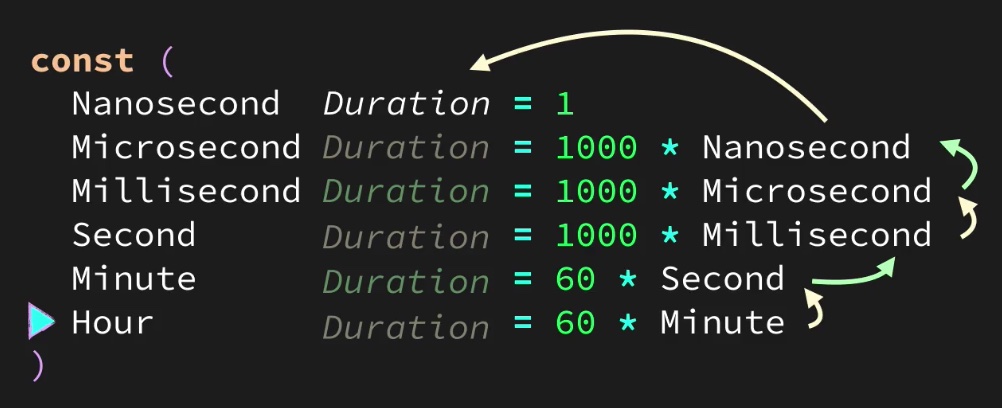 const (
Nanosecond Duration = 1
Microsecond Duration = 1000 * Nanosecond
Millisecond Duration = 1000 * Microsecond
Second Duration = 1000 * Millisecond
Minute Duration = 60 * Second
Hour Duration = 60 * Minute
)